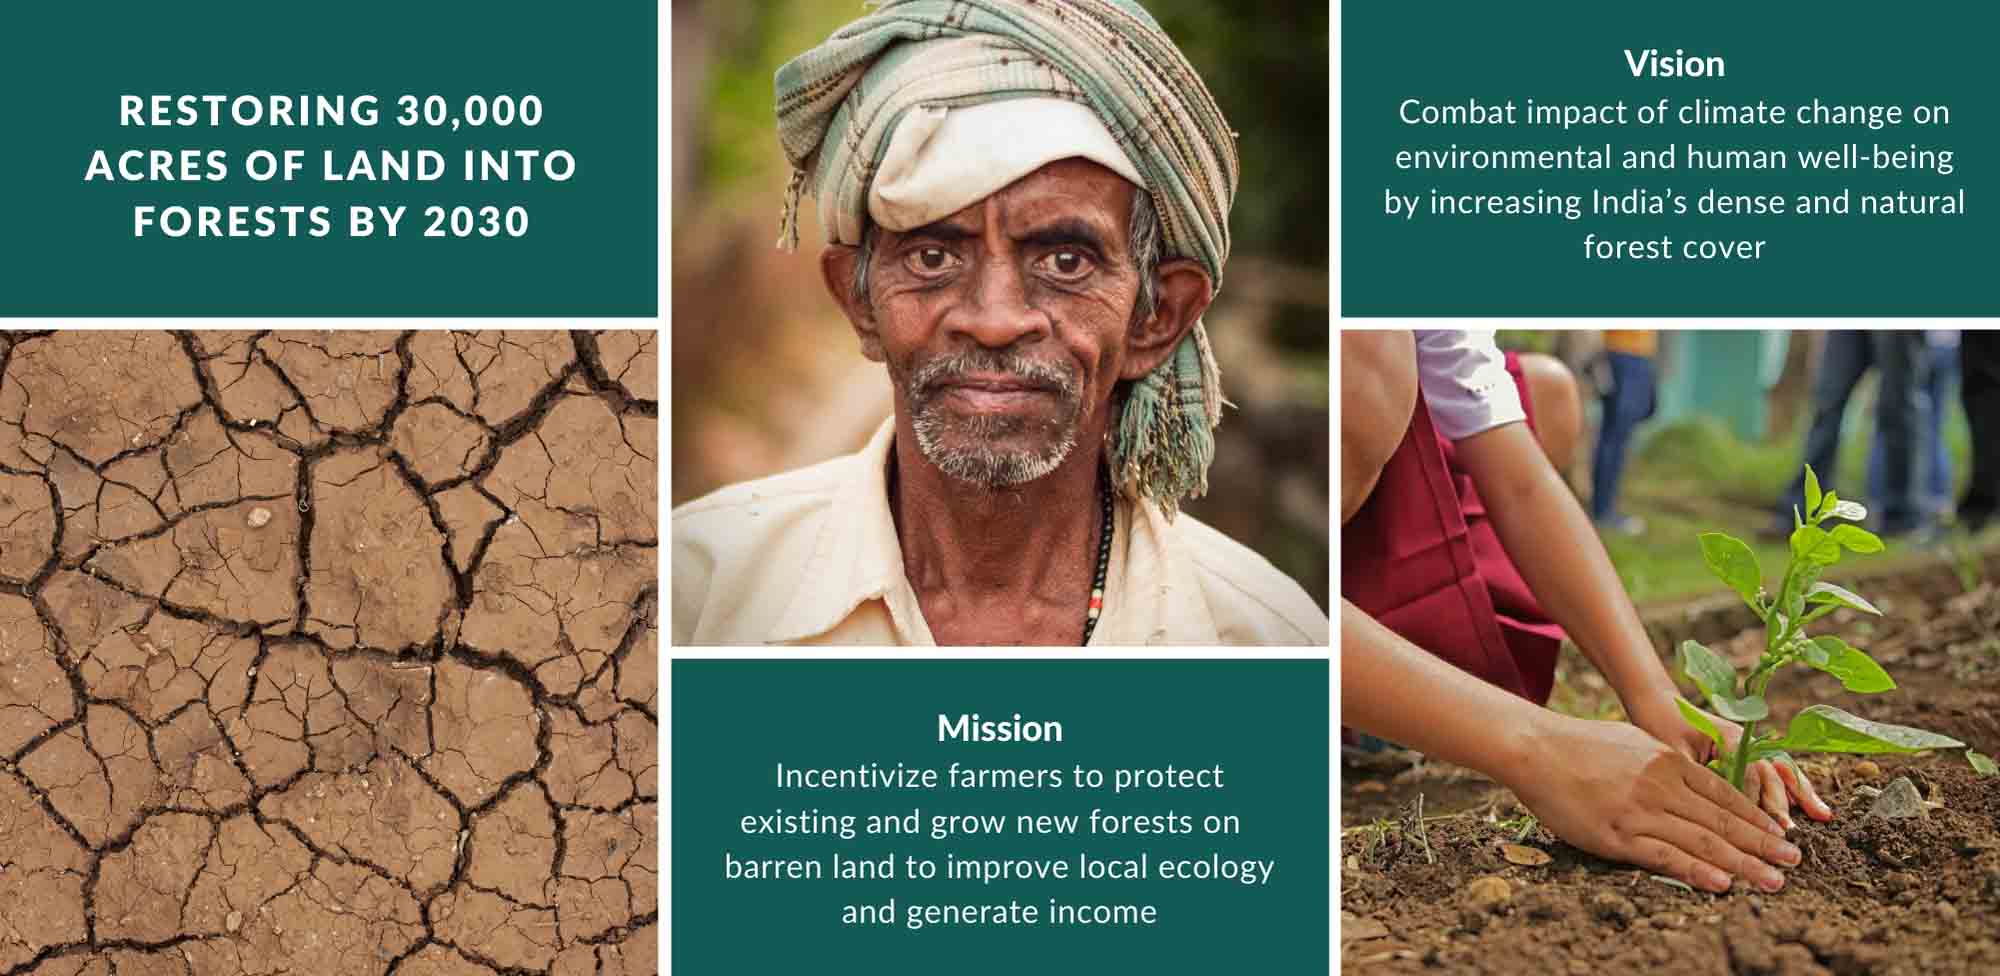 RESTORING 30,000
ACRES OF LAND INTO
FORESTS BY 2030
Mission
Incentivize farmers to protect
existing and grow new forests on
barren land to improve local ecology
and generate income
Vision
Combat impact of climate change on
environmental and human well-being
by increasing India’s dense and natural
forest cover